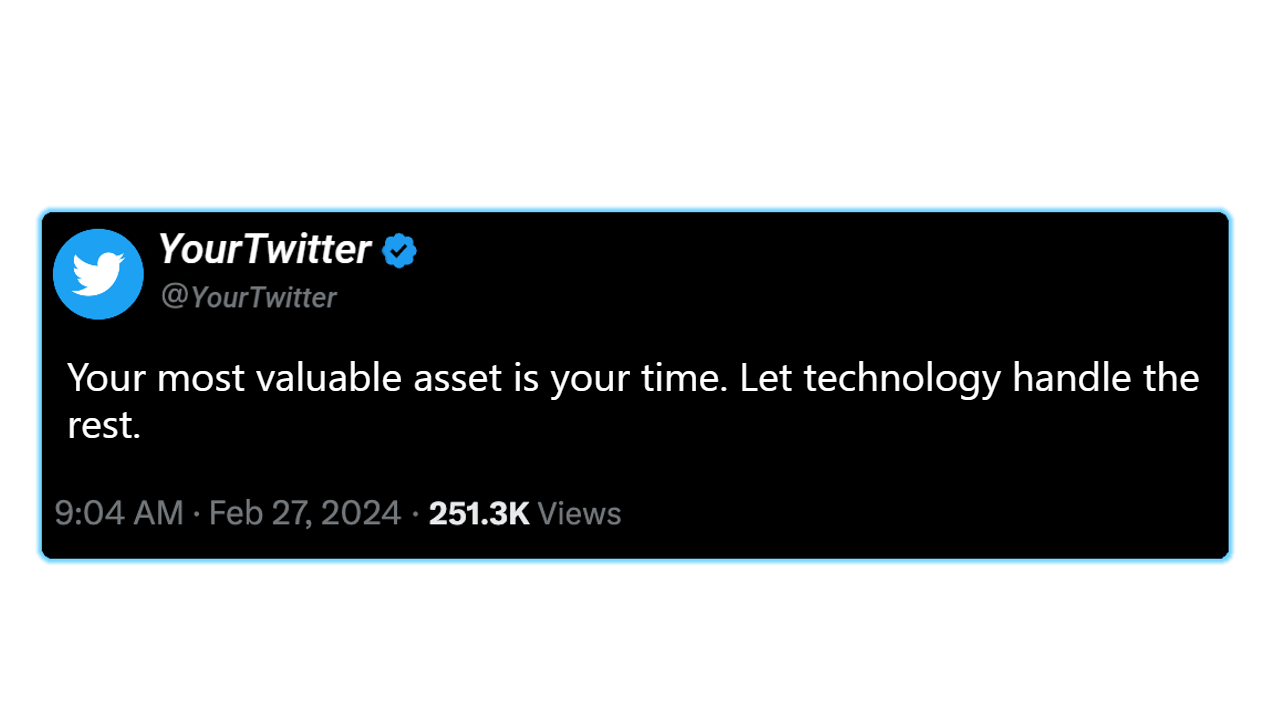 YourTwitter
@YourTwitter
Your most valuable asset is your time. Let technology handle the
rest.
9:04 AM · Feb 27, 2024 · 251.3K Views